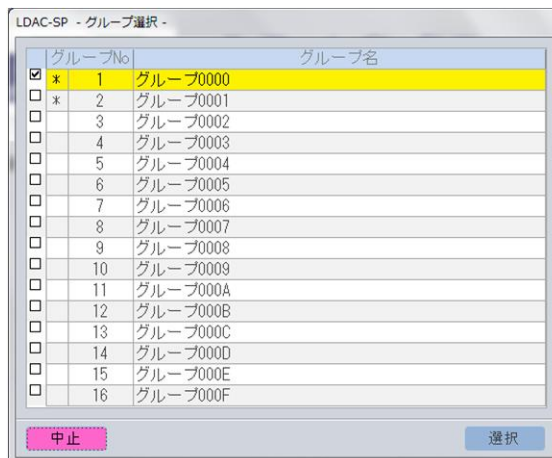 LDAC-SP - グループ選択 -
グループNo グループ名
* 1 グループ0000
* 2 グループ0001
3 グループ0002
4 グループ0003
5 グループ0004
6 グループ0005
7 グループ0006
8 グループ0007
9 グループ0008
10 グループ0009
11 グループ000A
12 グループ000B
13 グループ000C
14 グループ000D
15 グループ000E
16 グループ000F
中止 選択